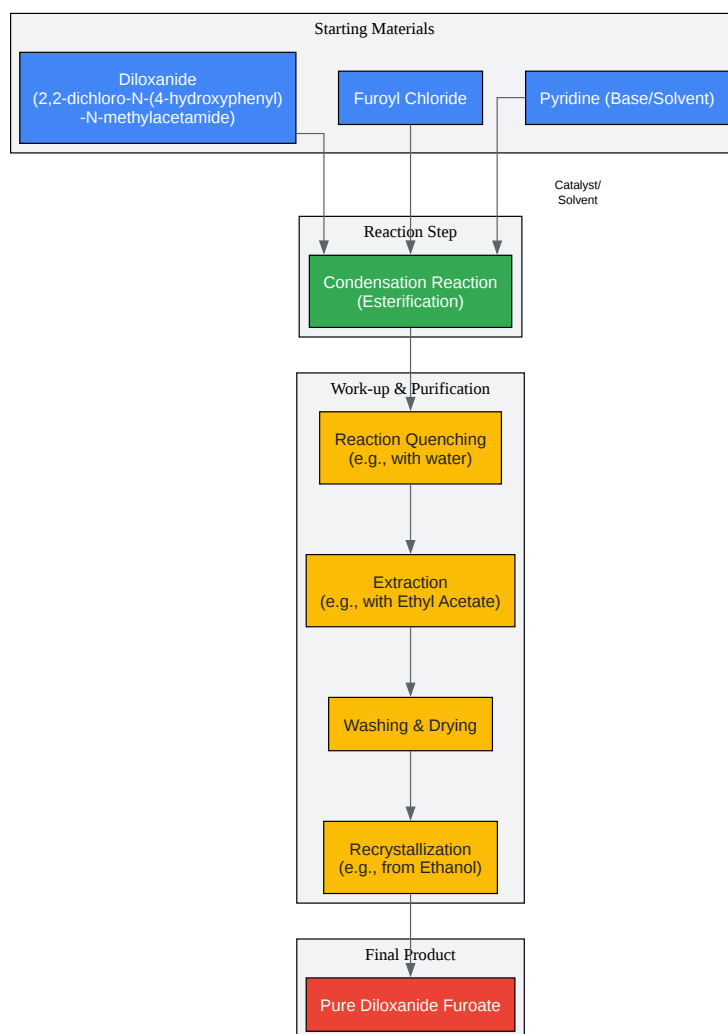 Starting Materials
Diloxanide
(2,2-dichloro-N-(4-hydroxyphenyl)
-N-methylacetamide)
Furoyl Chloride
Pyridine (Base/Solvent)
Catalyst/
Solvent
Reaction Step
Condensation Reaction
(Esterification)
Work-up & Purification
Reaction Quenching
(e.g., with water)
Extraction
(e.g., with Ethyl Acetate)
Washing & Drying
Recrystallization
(e.g., from Ethanol)
Final Product
Pure Diloxanide Furoate